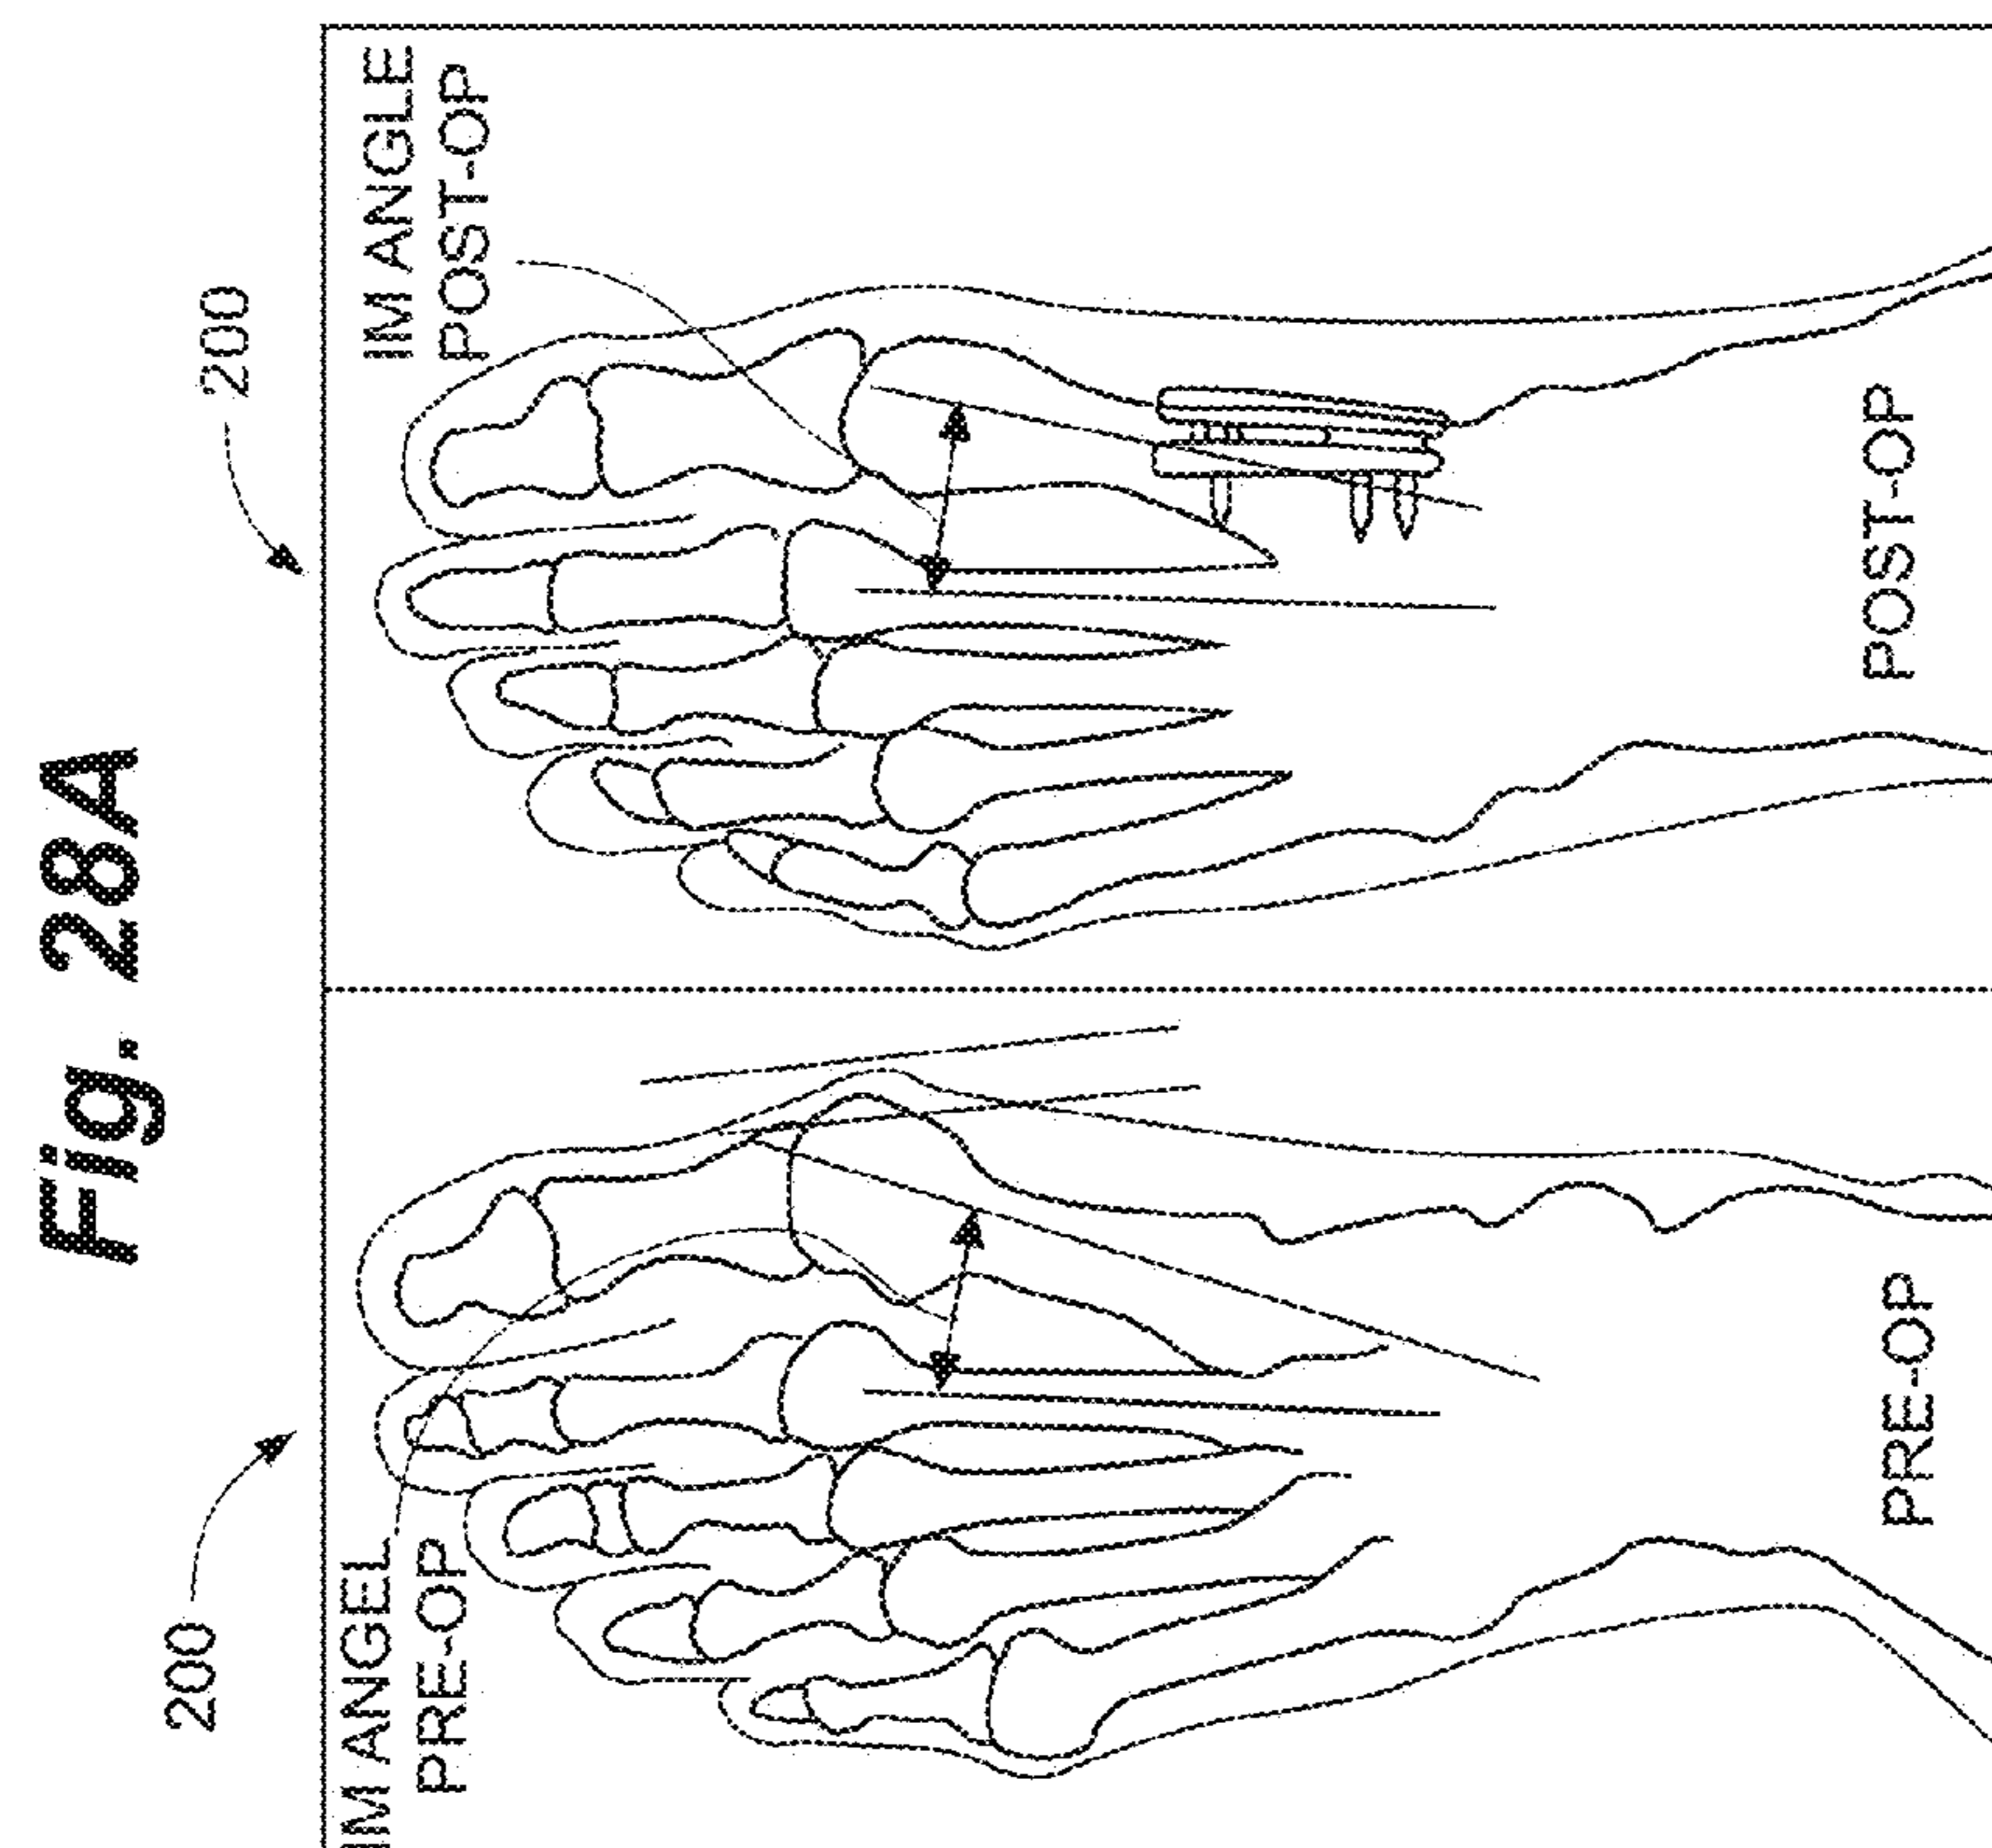 Fig. 28A
200
200
IM ANGEL
PRE-OP
IM ANGLE
POST-OP
PRE-OP
POST-OP